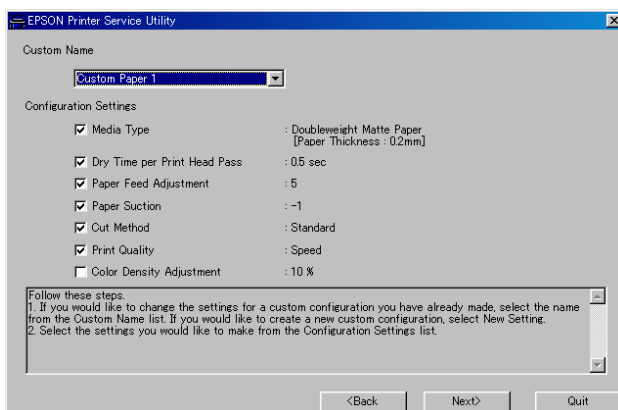 EPSON Printer Service Utility
Custom Name
Custom Paper 1
Configuration Settings
Media Type : Doubleweight Matte Paper
[Paper Thickness : 0.2mm]
Dry Time per Print Head Pass : 0.5 sec
Paper Feed Adjustment : 5
Paper Suction : -1
Cut Method : Standard
Print Quality : Speed
Color Density Adjustment : 10 %
Follow these steps.
1. If you would like to change the settings for a custom configuration you have already made, select the name
from the Custom Name list. If you would like to create a new custom configuration, select New Setting.
2. Select the settings you would like to make from the Configuration Settings list.
<Back Next> Quit